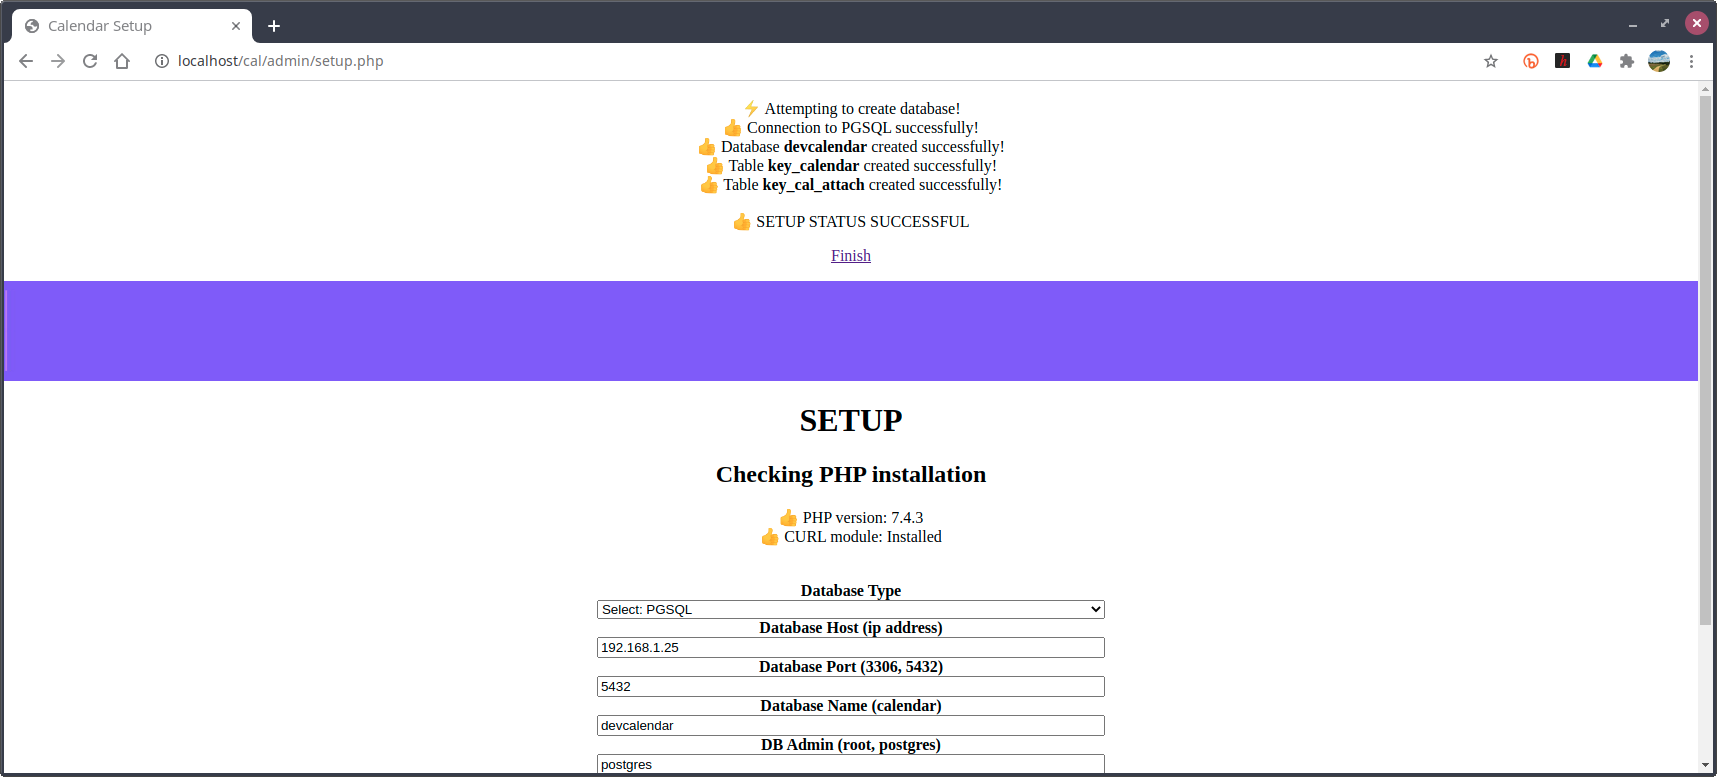 Calendar Setup
localhost/cal/admin/setup.php
⚡ Attempting to create database!
👍 Connection to PGSQL successfully!
👍 Database devcalendar created successfully!
👍 Table key_calendar created successfully!
👍 Table key_cal_attach created successfully!
👍 SETUP STATUS SUCCESSFUL
Finish
SETUP
Checking PHP installation
👍 PHP version: 7.4.3
👍 CURL module: Installed
Database Type
Select: PGSQL
Database Host (ip address)
192.168.1.25
Database Port (3306, 5432)
5432
Database Name (calendar)
devcalendar
DB Admin (root, postgres)
postgres